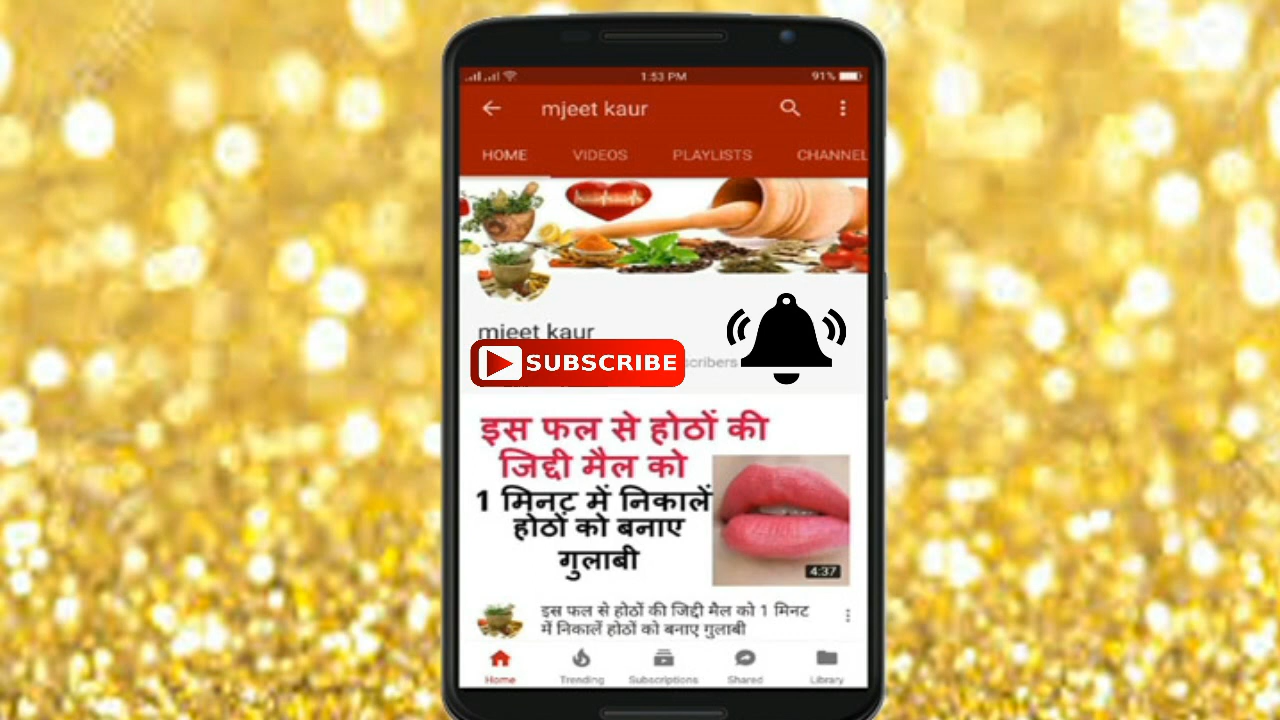 1:53 PM 91%
mjeet kaur
HOME VIDEOS PLAYLISTS CHANNEL
mjeet kaur
SUBSCRIBE scribers
इस फल से होठों की
जिद्दी मैल को
1 मिनट में निकालें
होठों को बनाए
गुलाबी
4:37
इस फल से होठों की जिद्दी मैल को 1 मिनट
में निकालें होठों को बनाए गुलाबी
Home Trending Subscriptions Shared Library